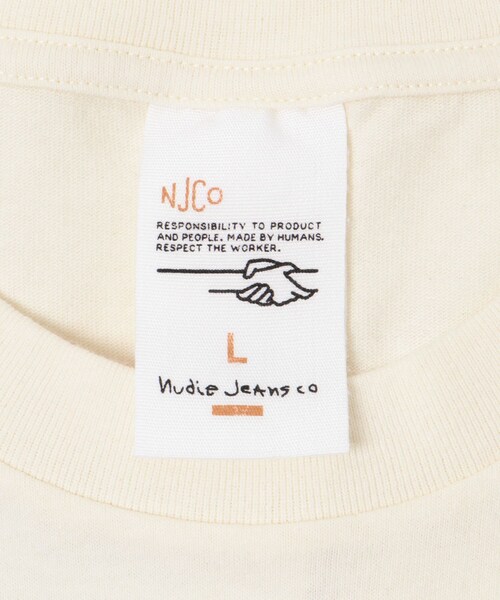 NJCo
RESPONSIBILITY TO PRODUCT
AND PEOPLE. MADE BY HUMANS.
RESPECT THE WORKER.
L
Nudie Jeans co